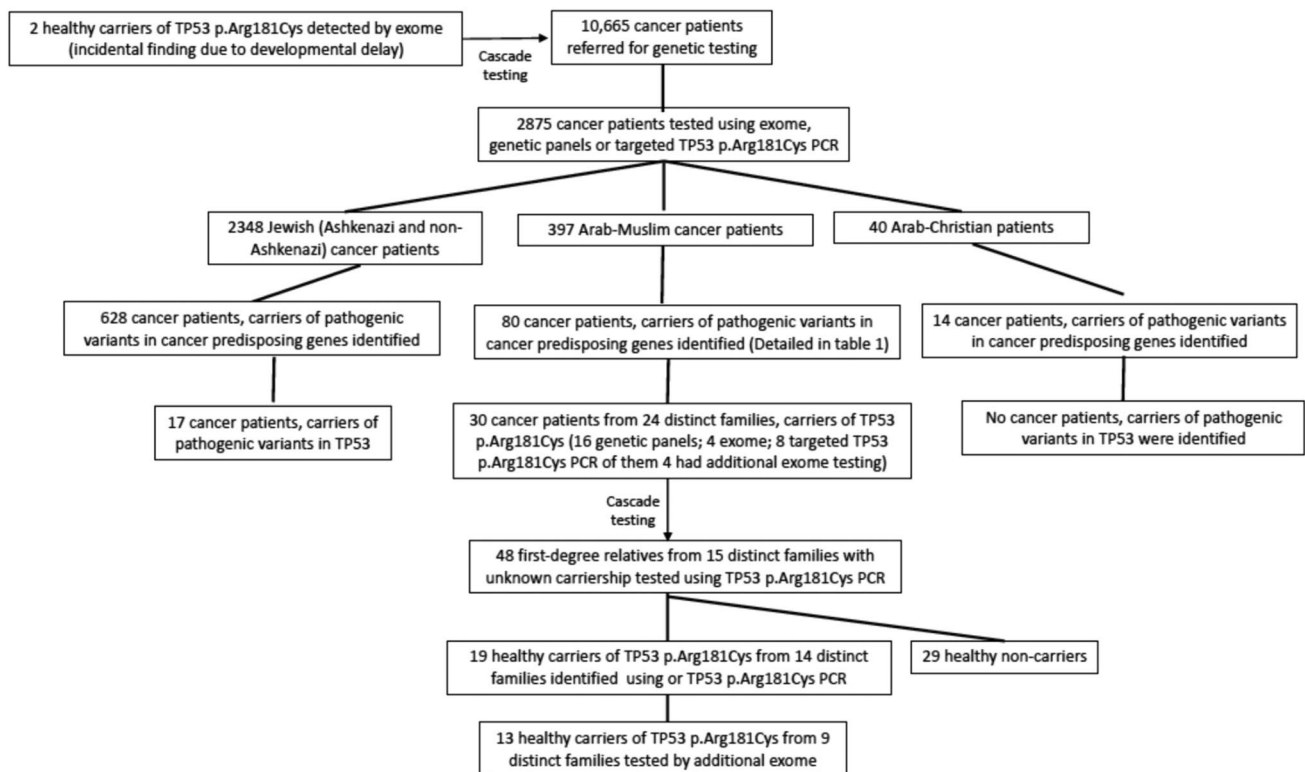 2 healthy carriers of TP53 p.Arg181Cys detected by exome
(incidental finding due to developmental delay)
Cascade
testing
10,665 cancer patients
referred for genetic testing
2875 cancer patients tested using exome,
genetic panels or targeted TP53 p.Arg181Cys PCR
2348 Jewish (Ashkenazi and non-
Ashkenazi) cancer patients
397 Arab-Muslim cancer patients
40 Arab-Christian patients
628 cancer patients, carriers of pathogenic
variants in cancer predisposing genes identified
80 cancer patients, carriers of pathogenic variants in
cancer predisposing genes identified (Detailed in table 1)
14 cancer patients, carriers of pathogenic variants
in cancer predisposing genes identified
17 cancer patients, carriers of
pathogenic variants in TP53
30 cancer patients from 24 distinct families, carriers of TP53
p.Arg181Cys (16 genetic panels; 4 exome; 8 targeted TP53
p.Arg181Cys PCR of them 4 had additional exome testing)
No cancer patients, carriers of pathogenic
variants in TP53 were identified
Cascade
testing
48 first-degree relatives from 15 distinct families with
unknown carriership tested using TP53 p.Arg181Cys PCR
19 healthy carriers of TP53 p.Arg181Cys from 14 distinct
families identified using or TP53 p.Arg181Cys PCR
29 healthy non-carriers
13 healthy carriers of TP53 p.Arg181Cys from 9
distinct families tested by additional exome